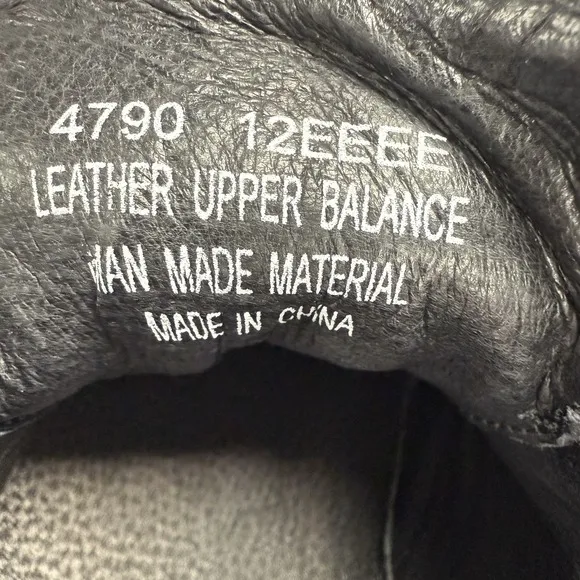 4790 12EEEE
LEATHER UPPER BALANCE
MAN MADE MATERIAL
MADE IN CHINA